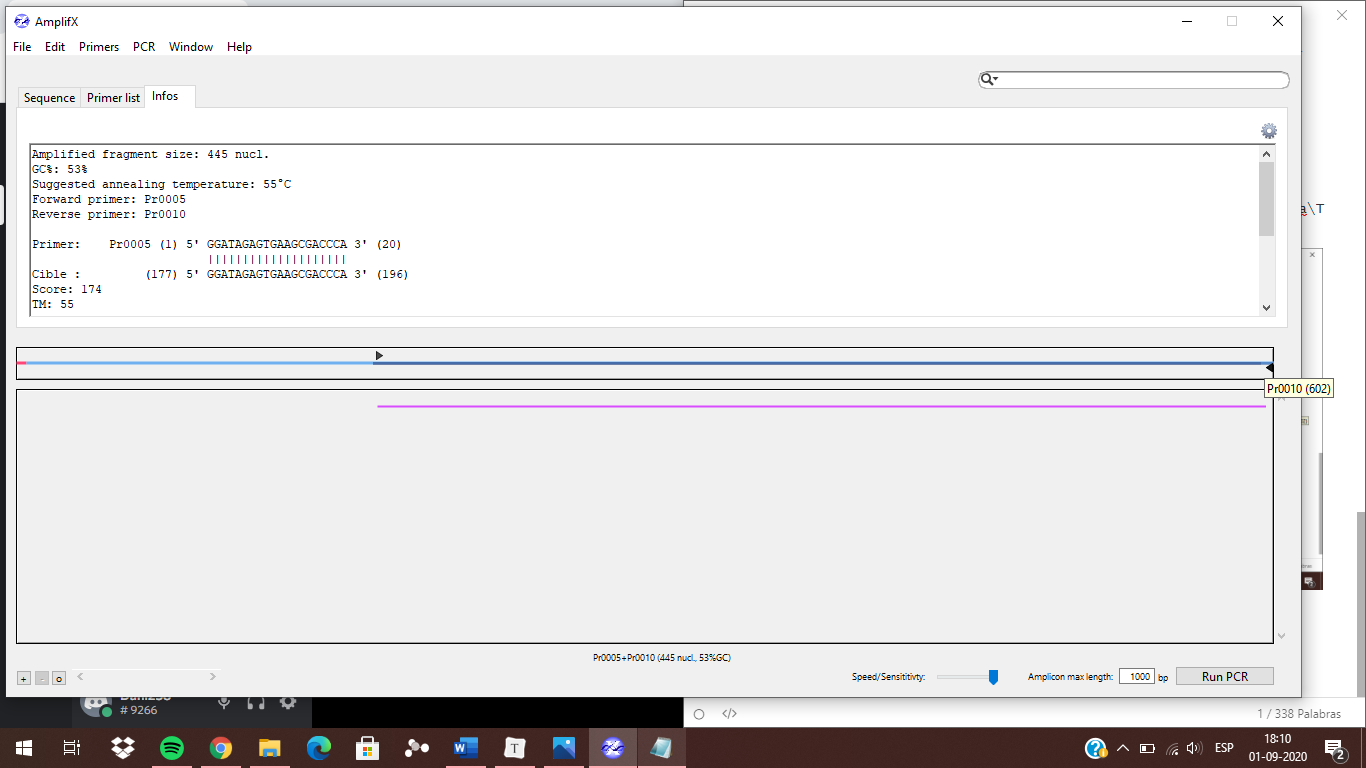 AmplifX
File Edit Primers PCR Window Help
Sequence Primer list Infos
Amplified fragment size: 445 nucl.
GC%: 53%
Suggested annealing temperature: 55°C
Forward primer: Pr0005
Reverse primer: Pr0010
Primer: Pr0005 (1) 5' GGATAGAGTGAAGCGACCCA 3' (20)
||||||||||||||||||||
Cible : (177) 5' GGATAGAGTGAAGCGACCCA 3' (196)
Score: 174
TM: 55
a\T
Pr0010 (602)
Pr0005+Pr0010 (445 nucl., 53%GC)
+ - o
Speed/Sensititvty:
Amplicon max length: 1000 bp
Run PCR
# 9266
</> 1 / 338 Palabras
W T
ESP
18:10
01-09-2020
2